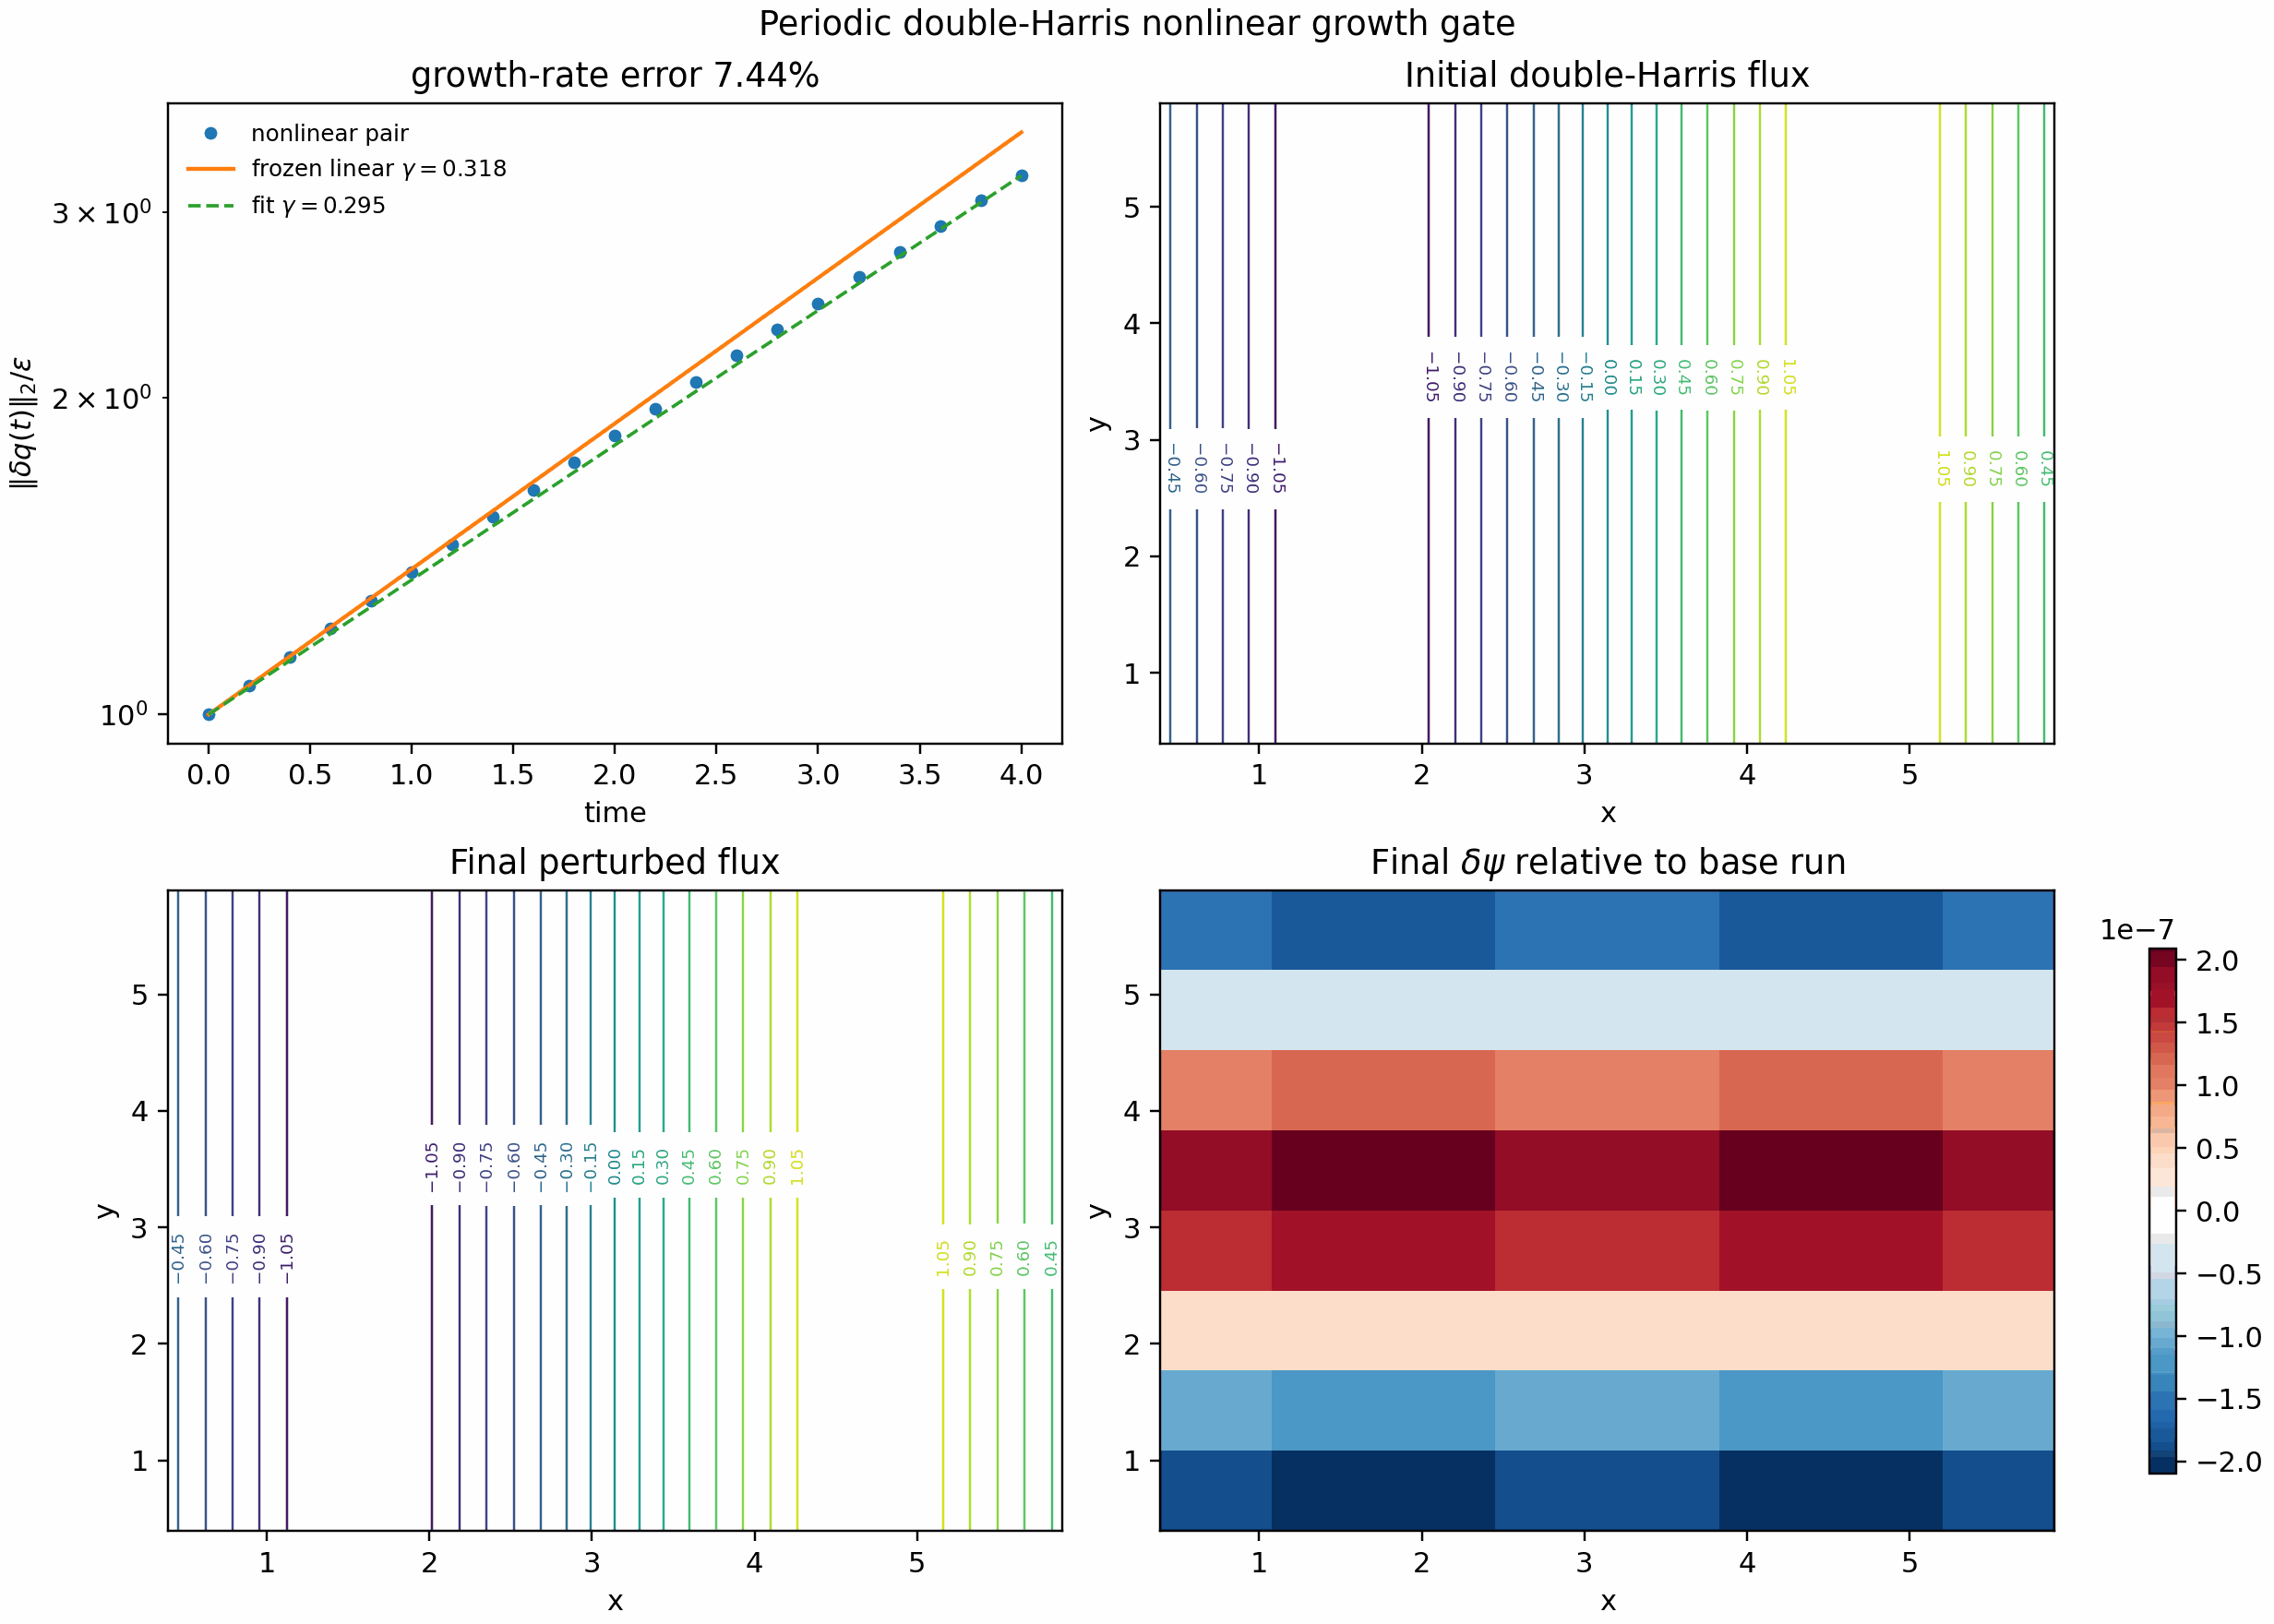 Periodic double-Harris nonlinear growth gate
growth-rate error 7.44%
nonlinear pair
frozen linear γ = 0.318
fit γ = 0.295
3 × 10⁰
2 × 10⁰
10⁰
‖δq(t)‖₂/ε
0.0 0.5 1.0 1.5 2.0 2.5 3.0 3.5 4.0
time
Initial double-Harris flux
5
4
3
2
1
y
−1.05 −0.90 −0.75 −0.60 −0.45 −0.30 −0.15 0.00 0.15 0.30 0.45 0.60 0.75 0.90 1.05
−0.45 −0.60 −0.75 −0.90 −1.05 1.05 0.90 0.75 0.60 0.45
1 2 3 4 5
x
Final perturbed flux
5
4
3
2
1
y
−1.05 −0.90 −0.75 −0.60 −0.45 −0.30 −0.15 0.00 0.15 0.30 0.45 0.60 0.75 0.90 1.05
−0.45 −0.60 −0.75 −0.90 −1.05 1.05 0.90 0.75 0.60 0.45
1 2 3 4 5
x
Final δψ relative to base run
5
4
3
2
1
y
1 2 3 4 5
x
1e−7
2.0
1.5
1.0
0.5
0.0
−0.5
−1.0
−1.5
−2.0